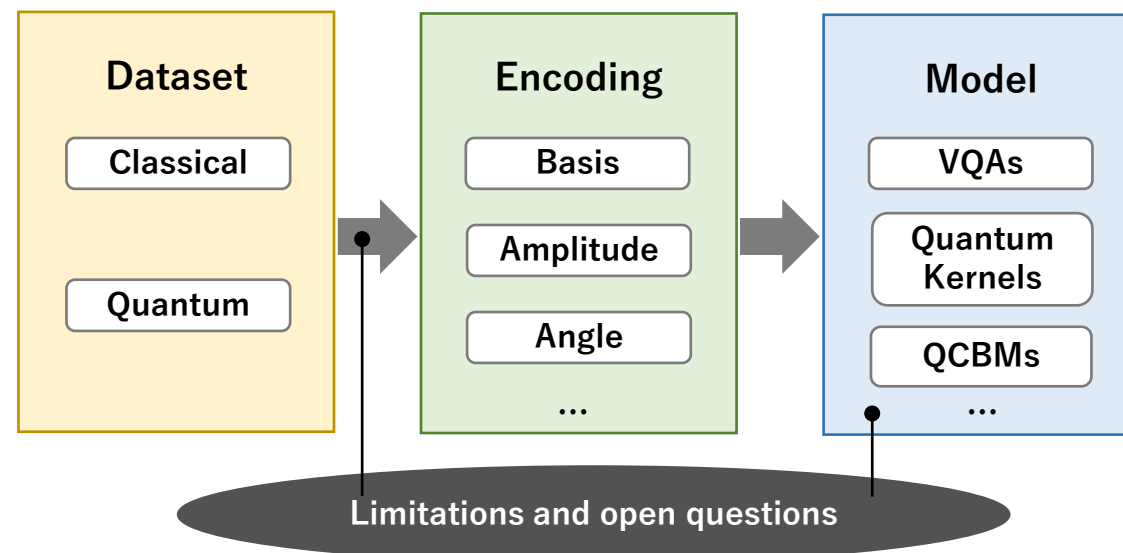 Dataset
Classical
Quantum
Encoding
Basis
Amplitude
Angle
...
Model
VQAs
Quantum
Kernels
QCBMs
...
Limitations and open questions